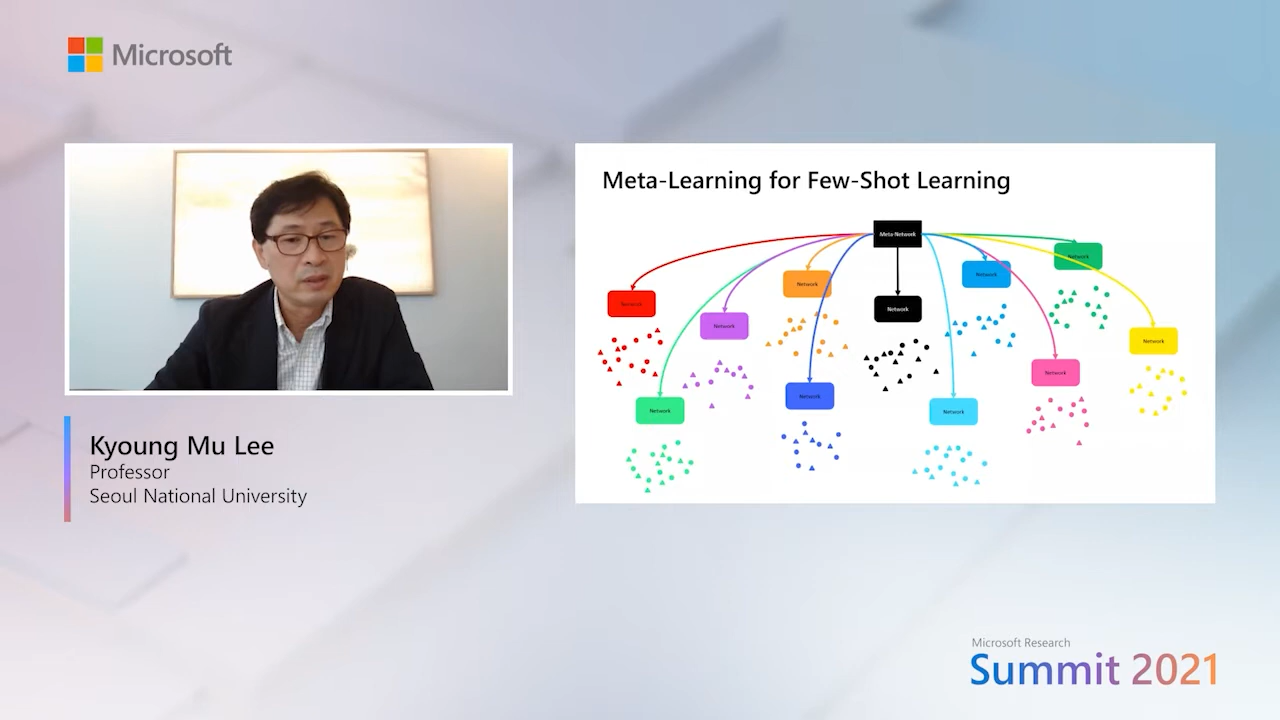 Microsoft
Meta-Learning for Few-Shot Learning
Meta-Network
Network
Network
Network
Network
Network
Network
Network
Network
Network
Network
Network
Kyoung Mu Lee
Professor
Seoul National University
Microsoft Research
Summit 2021